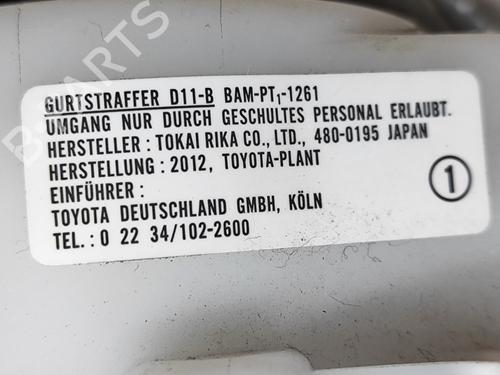 B-PARTS
GURTSTRAFFER D11-B BAM-PT₁-1261
UMGANG NUR DURCH GESCHULTES PERSONAL ERLAUBT.
HERSTELLER : TOKAI RIKA CO., LTD., 480-0195 JAPAN
HERSTELLUNG : 2012, TOYOTA-PLANT
EINFÜHRER :
TOYOTA DEUTSCHLAND GMBH, KÖLN
TEL. : 0 22 34/102-2600
1